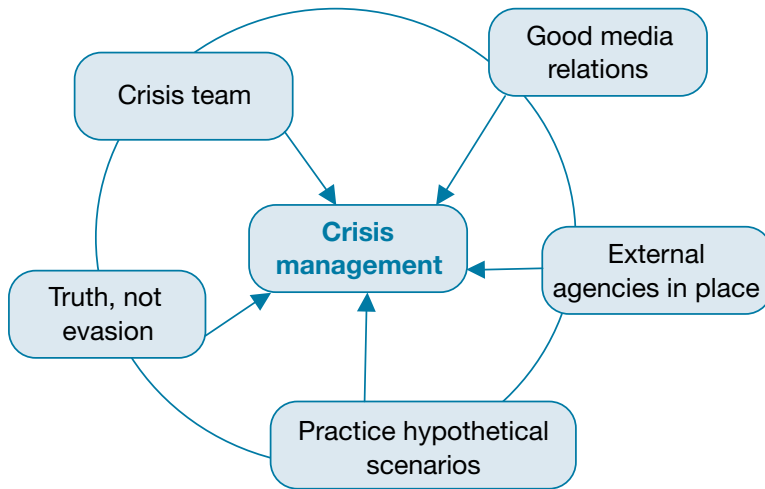 Good media
relations
Crisis team
Crisis
management
External
agencies in place
Truth, not
evasion
Practice hypothetical
scenarios